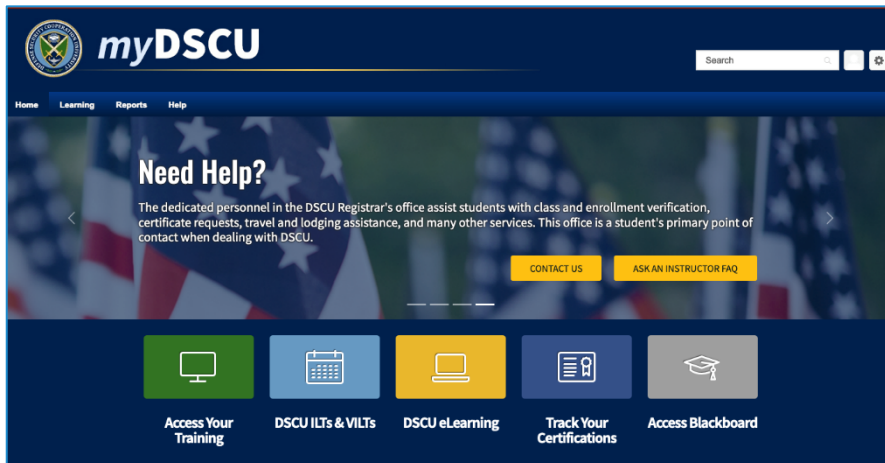 myDSCU
Search
Home Learning Reports Help
Need Help?
The dedicated personnel in the DSCU Registrar's office assist students with class and enrollment verification,
certificate requests, travel and lodging assistance, and many other services. This office is a student's primary point of
contact when dealing with DSCU.
CONTACT US ASK AN INSTRUCTOR FAQ
Access Your
Training
DSCU ILTs & VILTs
DSCU eLearning
Track Your
Certifications
Access Blackboard